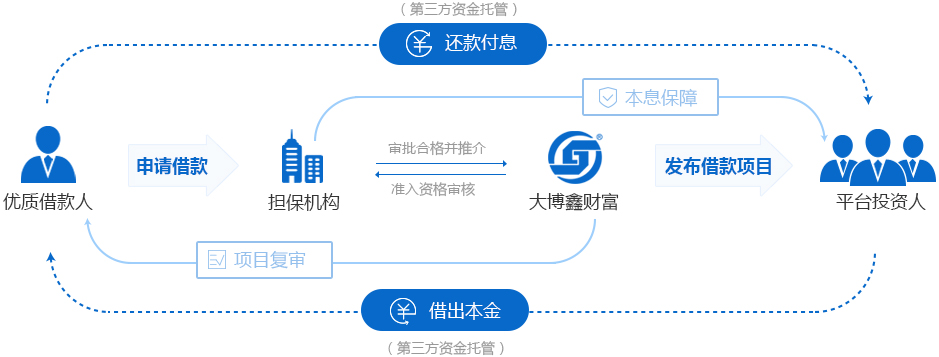 （第三方资金托管）
还款付息
本息保障
申请借款
审批合格并推介
准入资格审核
发布借款项目
优质借款人
担保机构
大博鑫财富
平台投资人
项目复审
借出本金
（第三方资金托管）